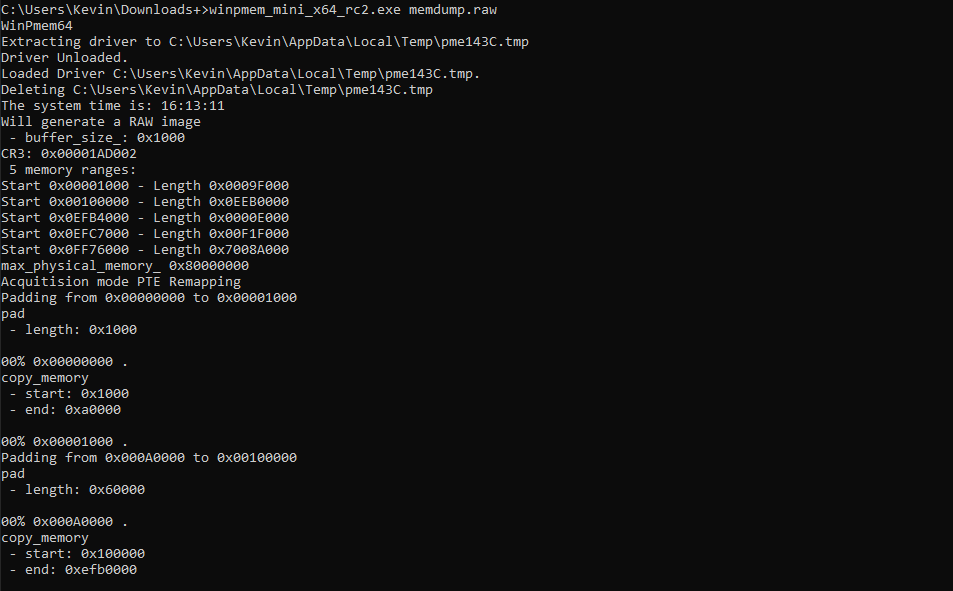 C:\Users\Kevin\Downloads+>winpmem_mini_x64_rc2.exe memdump.raw
WinPmem64
Extracting driver to C:\Users\Kevin\AppData\Local\Temp\pme143C.tmp
Driver Unloaded.
Loaded Driver C:\Users\Kevin\AppData\Local\Temp\pme143C.tmp.
Deleting C:\Users\Kevin\AppData\Local\Temp\pme143C.tmp
The system time is: 16:13:11
Will generate a RAW image
 - buffer_size_: 0x1000
CR3: 0x00001AD002
 5 memory ranges:
Start 0x00001000 - Length 0x0009F000
Start 0x00100000 - Length 0x0EEB0000
Start 0x0EFB4000 - Length 0x0000E000
Start 0x0EFC7000 - Length 0x00F1F000
Start 0x0FF76000 - Length 0x7008A000
max_physical_memory_ 0x80000000
Acquitision mode PTE Remapping
Padding from 0x00000000 to 0x00001000
pad
 - length: 0x1000
00% 0x00000000 .
copy_memory
 - start: 0x1000
 - end: 0xa0000
00% 0x00001000 .
Padding from 0x000A0000 to 0x00100000
pad
 - length: 0x60000
00% 0x000A0000 .
copy_memory
 - start: 0x100000
 - end: 0xefb0000